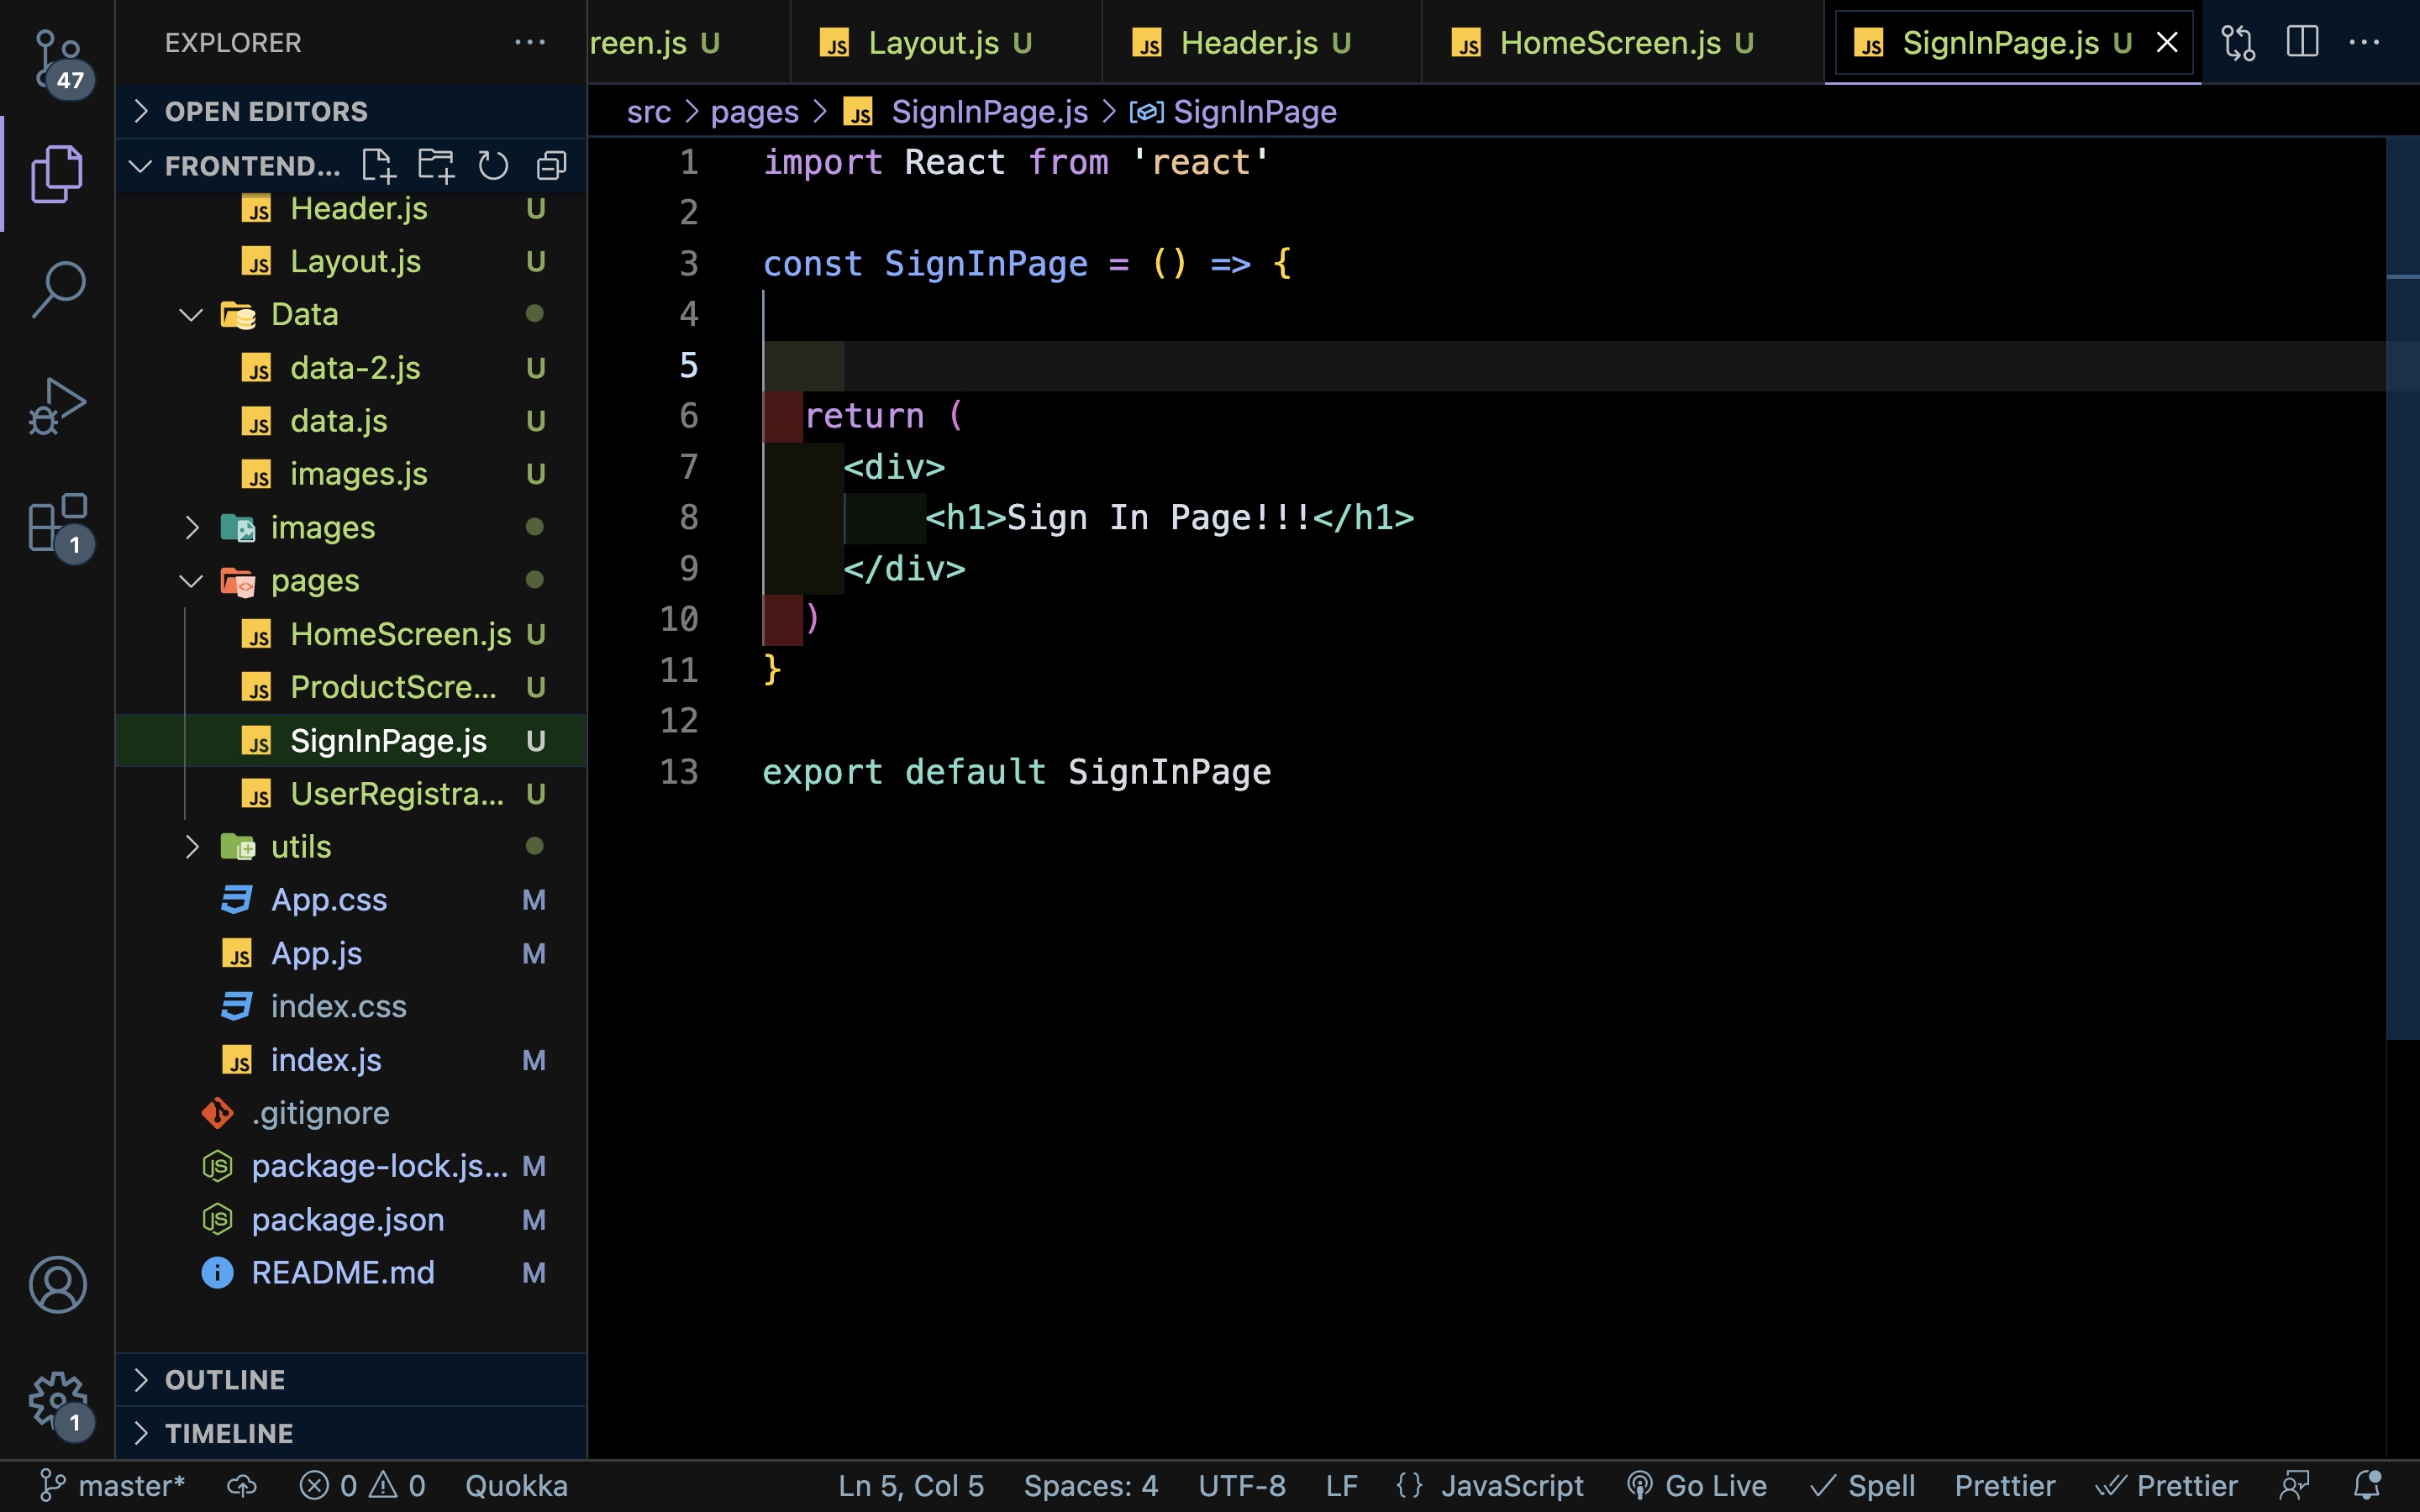 EXPLORER
reen.js U
Layout.js U
Header.js U
HomeScreen.js U
SignInPage.js U
47
OPEN EDITORS
src > pages > JS SignInPage.js > SignInPage
FRONTEND...
Header.js U
Layout.js U
Data
data-2.js U
data.js U
images.js U
images
1
pages
HomeScreen.js U
ProductScre... U
SignInPage.js U
UserRegistra... U
utils
App.css M
App.js M
index.css
index.js M
.gitignore
package-lock.js... M
package.json M
README.md M
OUTLINE
1
TIMELINE
1 import React from 'react'
2
3 const SignInPage = () => {
4
5
6 return (
7 <div>
8 <h1>Sign In Page!!!</h1>
9 </div>
10 )
11 }
12
13 export default SignInPage
master* 0 0 Quokka Ln 5, Col 5 Spaces: 4 UTF-8 LF {} JavaScript Go Live Spell Prettier Prettier